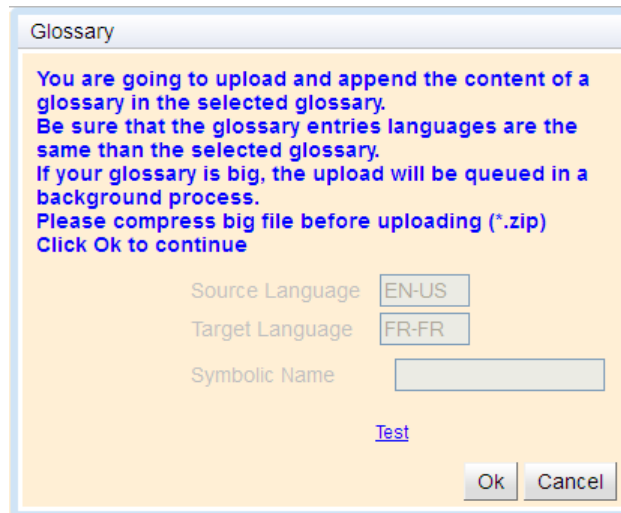 Glossary
You are going to upload and append the content of a
glossary in the selected glossary.
Be sure that the glossary entries languages are the
same than the selected glossary.
If your glossary is big, the upload will be queued in a
background process.
Please compress big file before uploading (*.zip)
Click Ok to continue
Source Language EN-US
Target Language FR-FR
Symbolic Name
Test
Ok Cancel